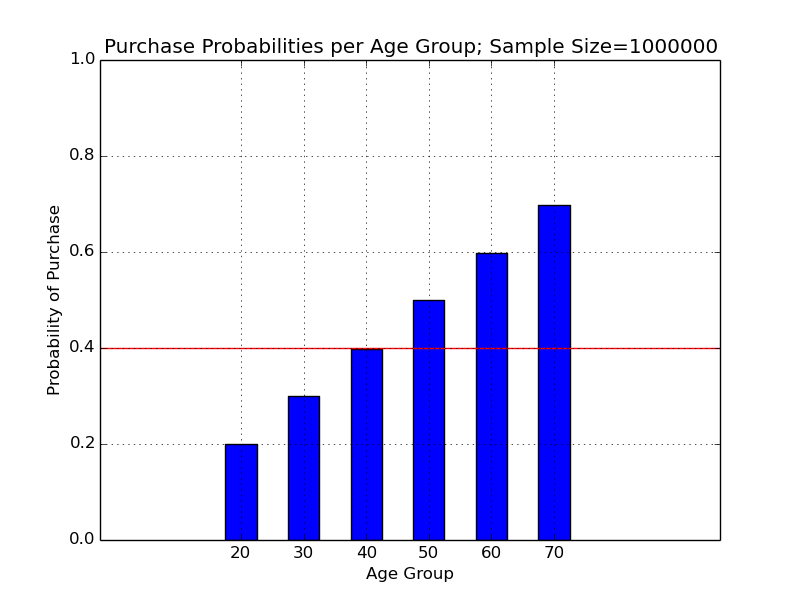 Purchase Probabilities per Age Group; Sample Size=1000000
1.0
0.8
0.6
0.4
0.2
0.0
Probability of Purchase
20 30 40 50 60 70
Age Group